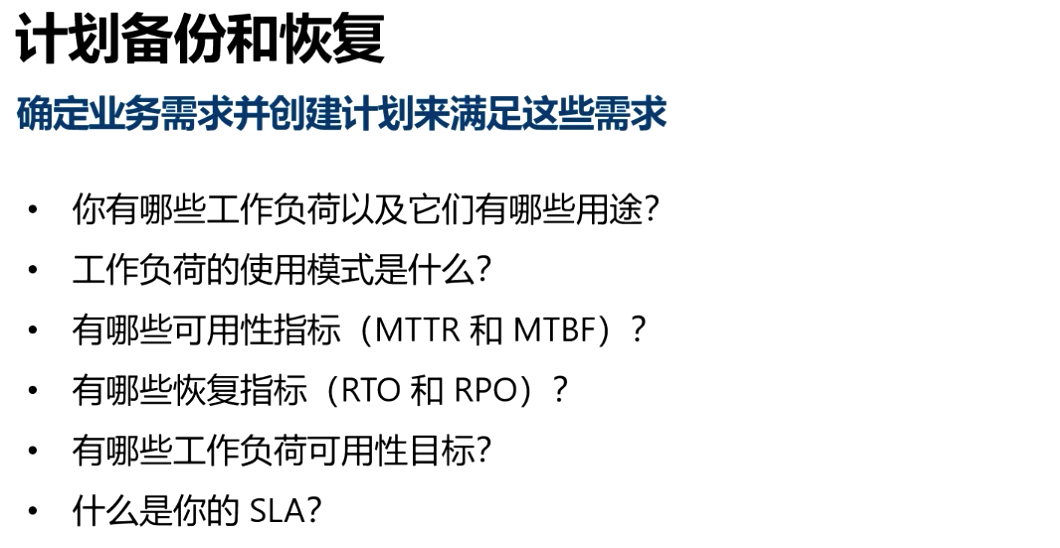 计划备份和恢复
确定业务需求并创建计划来满足这些需求
• 你有哪些工作负荷以及它们有哪些用途?
• 工作负荷的使用模式是什么?
• 有哪些可用性指标（MTTR 和 MTBF）?
• 有哪些恢复指标（RTO 和 RPO）?
• 有哪些工作负荷可用性目标?
• 什么是你的 SLA?